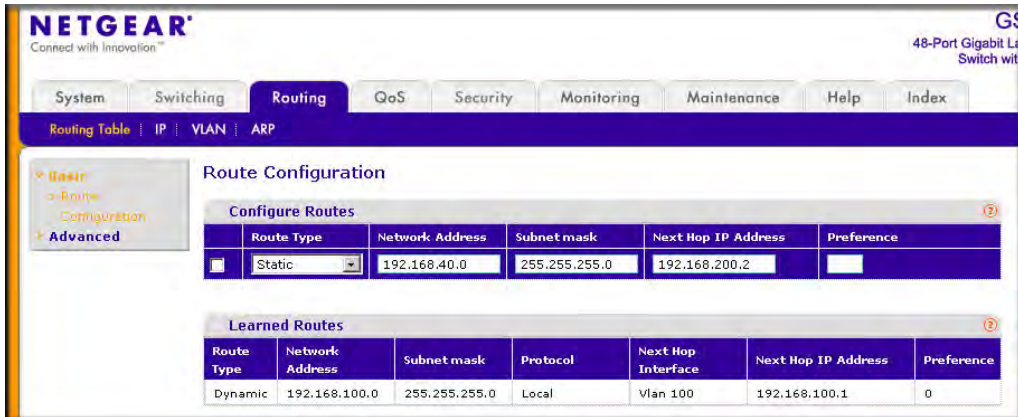 NETGEAR®
Connect with Innovation™
GS
48-Port Gigabit La
Switch wit
System Switching Routing QoS Security Monitoring Maintenance Help Index
Routing Table IP VLAN ARP
Basic
Route
Configuration
Advanced
Route Configuration
Configure Routes
Route Type Network Address Subnet mask Next Hop IP Address Preference
Static 192.168.40.0 255.255.255.0 192.168.200.2
Learned Routes
Route Type Network Address Subnet mask Protocol Next Hop Interface Next Hop IP Address Preference
Dynamic 192.168.100.0 255.255.255.0 Local Vlan 100 192.168.100.1 0